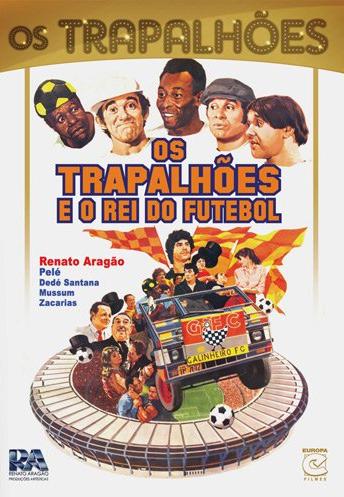 OS TRAPALHÕES
OS
TRAPALHÕES
E O REI DO FUTEBOL
Renato Aragão
Pelé
Dedé Santana
Mussum
Zacarias
G.F.C
GALINHEIRO F.C
RA
RENATO ARAGÃO
PRODUÇÕES ARTÍSTICAS
EUROPA
FILMES